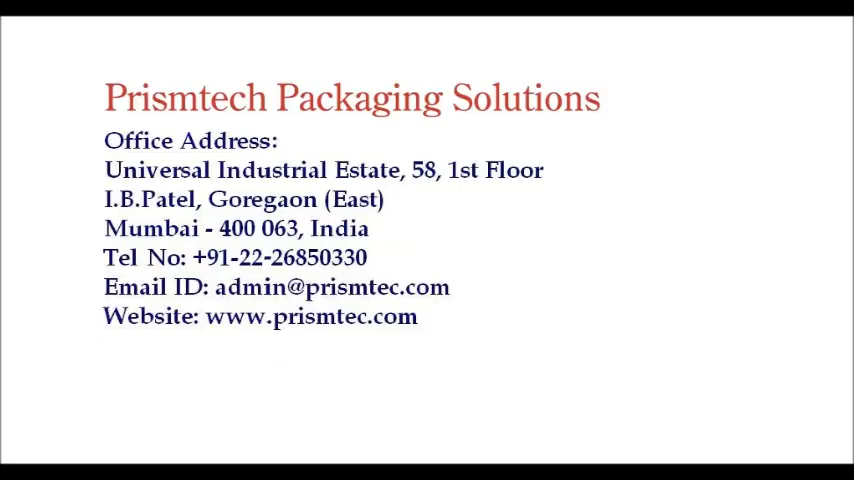 Prismtech Packaging Solutions
Office Address:
Universal Industrial Estate, 58, 1st Floor
I.B.Patel, Goregaon (East)
Mumbai - 400 063, India
Tel No: +91-22-26850330
Email ID: admin@prismtec.com
Website: www.prismtec.com